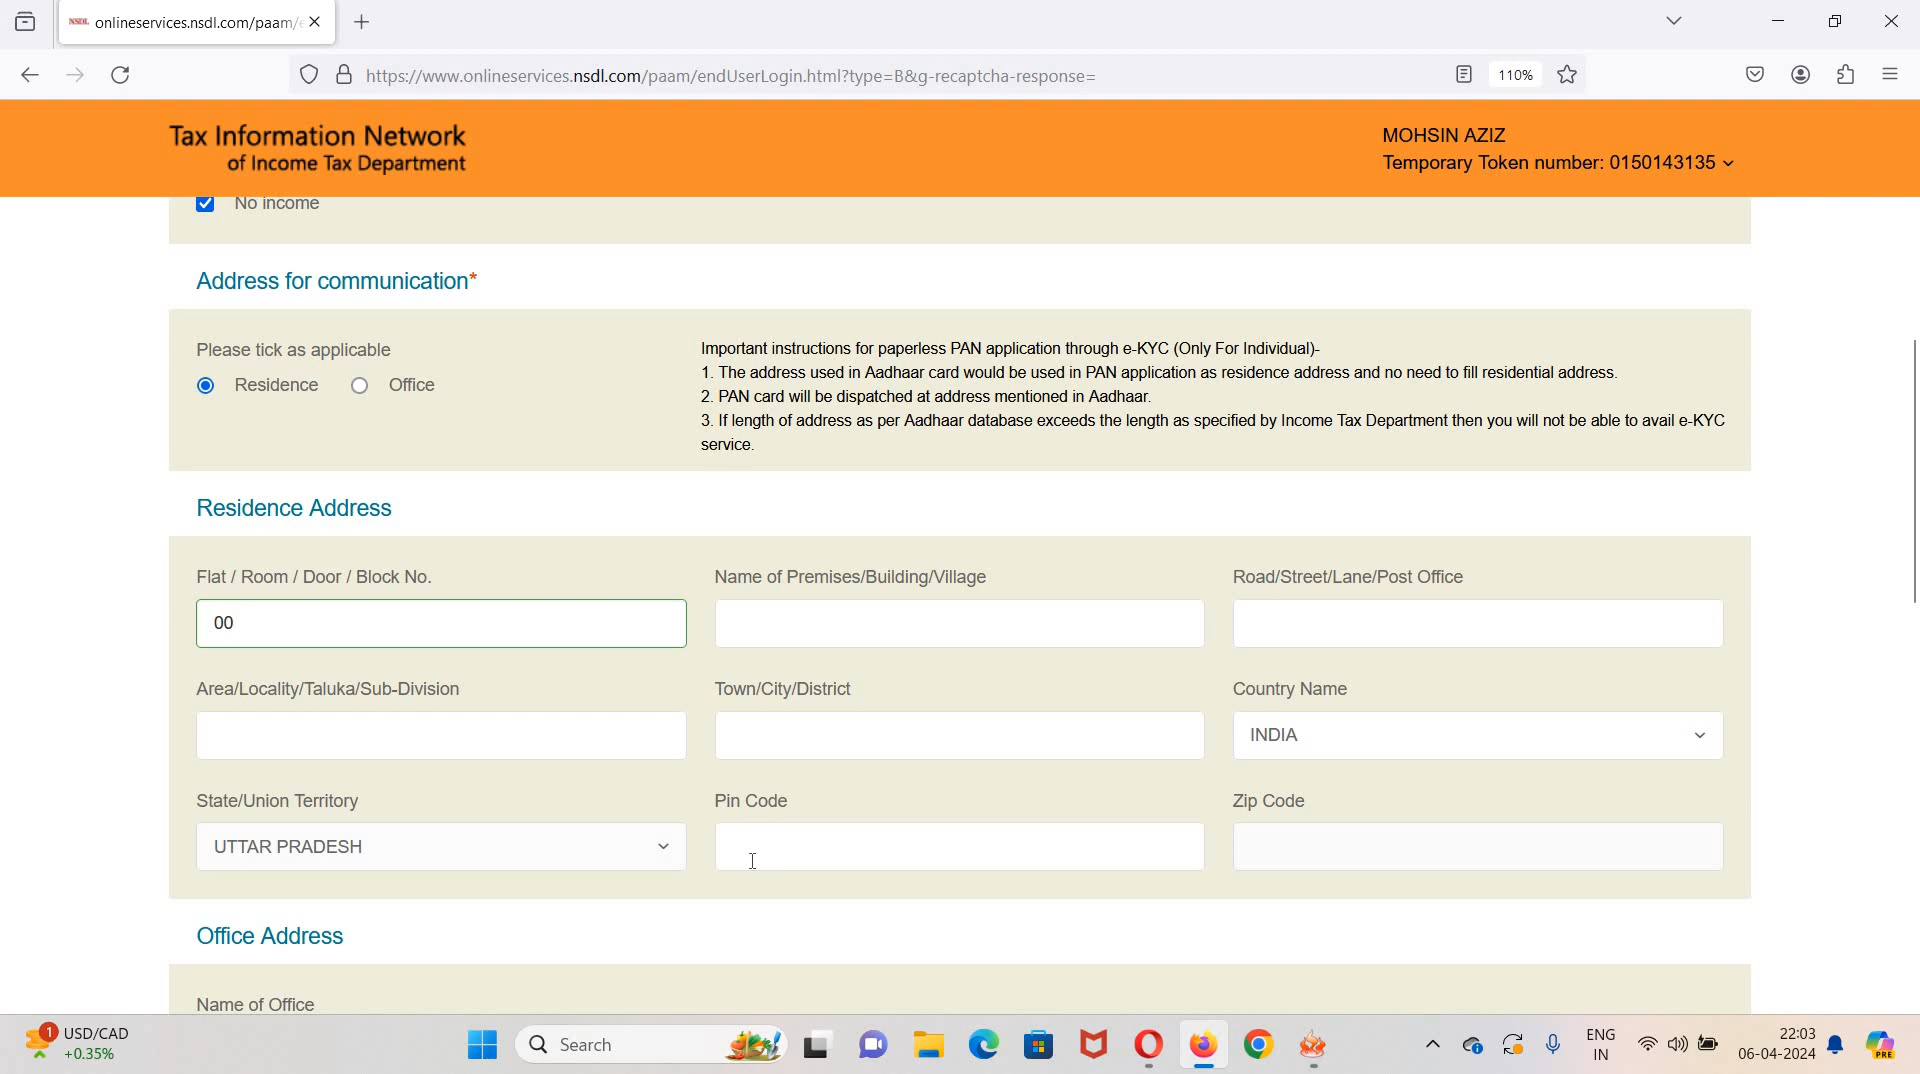 NSDL onlineservices.nsdl.com/paam/e
https://www.onlineservices.nsdl.com/paam/endUserLogin.html?type=B&g-recaptcha-response=
110%
Tax Information Network
of Income Tax Department
MOHSIN AZIZ
Temporary Token number: 0150143135
No income
Address for communication*
Please tick as applicable
Residence Office
Important instructions for paperless PAN application through e-KYC (Only For Individual)-
1. The address used in Aadhaar card would be used in PAN application as residence address and no need to fill residential address.
2. PAN card will be dispatched at address mentioned in Aadhaar.
3. If length of address as per Aadhaar database exceeds the length as specified by Income Tax Department then you will not be able to avail e-KYC
service.
Residence Address
Flat / Room / Door / Block No. Name of Premises/Building/Village Road/Street/Lane/Post Office
00
Area/Locality/Taluka/Sub-Division Town/City/District Country Name
INDIA
State/Union Territory Pin Code Zip Code
UTTAR PRADESH
Office Address
Name of Office
1 USD/CAD
+0.35%
Search
ENG
IN
22:03
06-04-2024
PRE